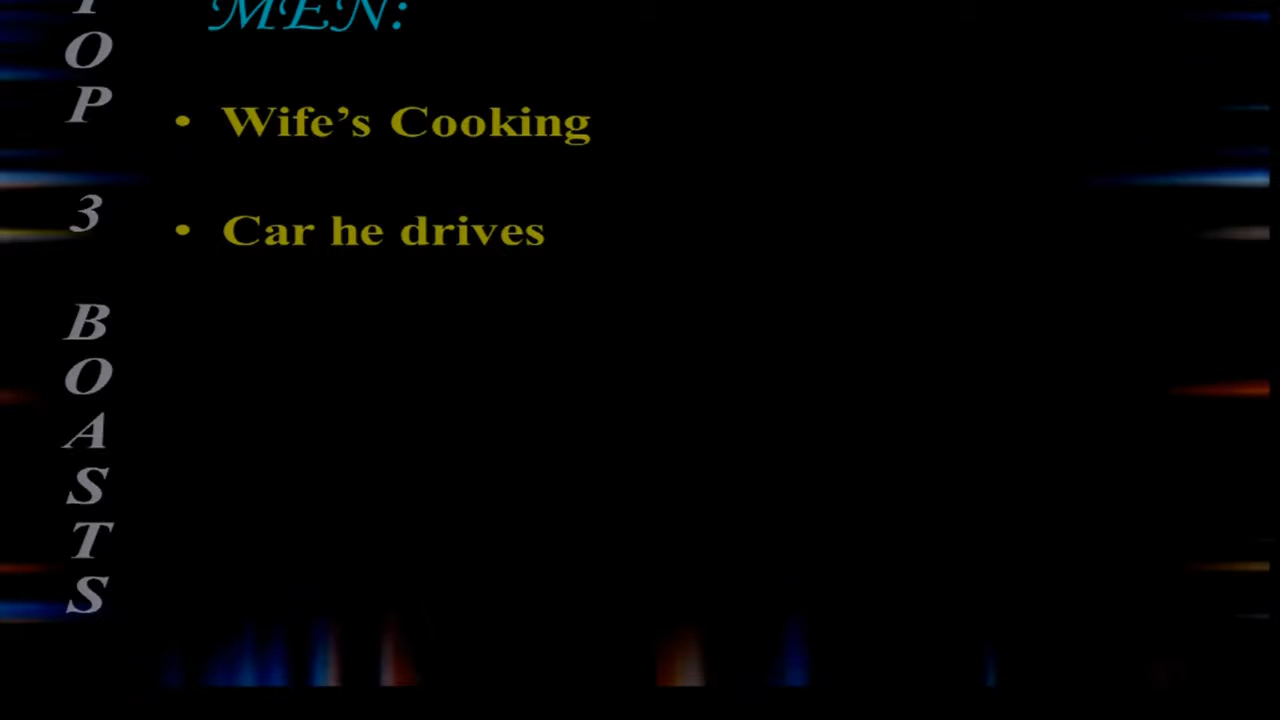 TOP 3 BOASTS
MEN:
• Wife's Cooking
• Car he drives